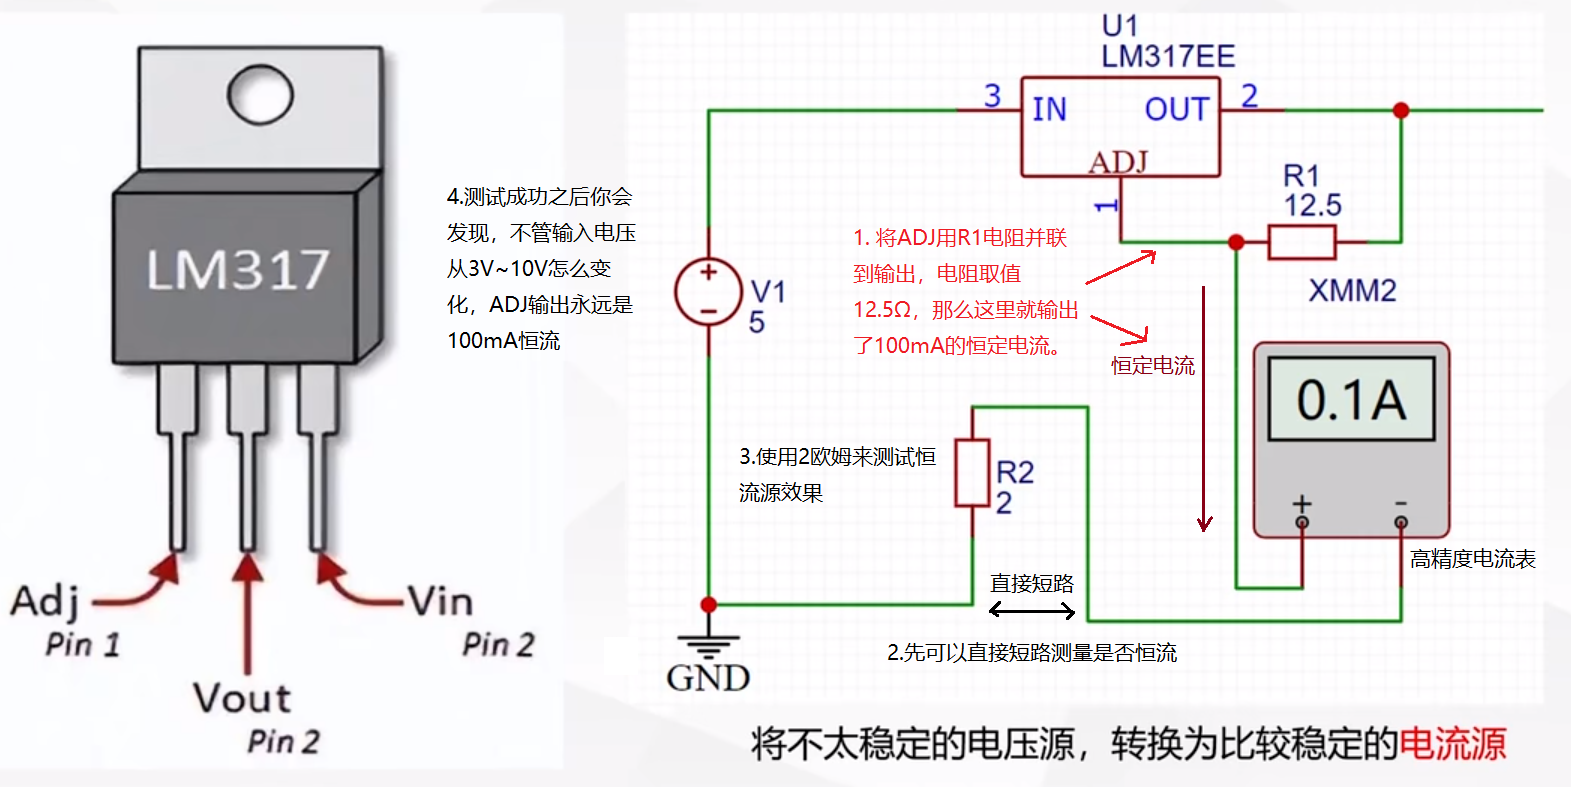 LM317
Adj
Pin 1
Vout
Pin 2
Vin
Pin 2
4.测试成功之后你会
发现，不管输入电压
从3V~10V怎么变
化，ADJ输出永远是
100mA恒流
U1
LM317EE
3
IN
OUT
2
ADJ
1
R1
12.5
XMM2
V1
5
1. 将ADJ用R1电阻并联
到输出，电阻取值
12.5Ω，那么这里就输出
了100mA的恒定电流。
恒定电流
0.1A
高精度电流表
3.使用2欧姆来测试恒
流源效果
R2
2
直接短路
2.先可以直接短路测量是否恒流
GND
将不太稳定的电压源，转换为比较稳定的电流源